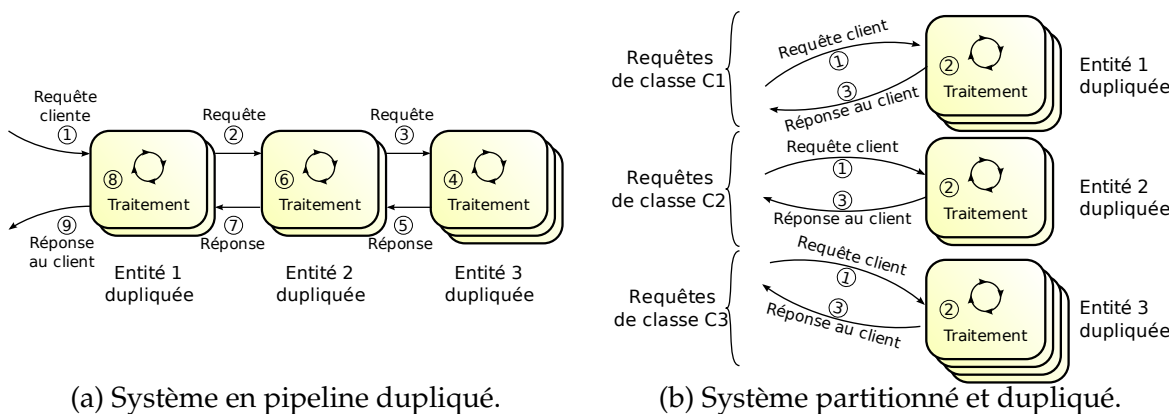 Requête
cliente
①
Requête
②
Requête
③
⑧
Traitement
⑥
Traitement
④
Traitement
⑨
Réponse
au client
⑦
Réponse
⑤
Réponse
Entité 1
dupliquée
Entité 2
dupliquée
Entité 3
dupliquée
(a) Système en pipeline dupliqué.
Requêtes
de classe C1
Requête client
①
③
Réponse au client
②
Traitement
Entité 1
dupliquée
Requêtes
de classe C2
Requête client
①
③
Réponse au client
②
Traitement
Entité 2
dupliquée
Requêtes
de classe C3
Requête client
①
③
Réponse au client
②
Traitement
Entité 3
dupliquée
(b) Système partitionné et dupliqué.